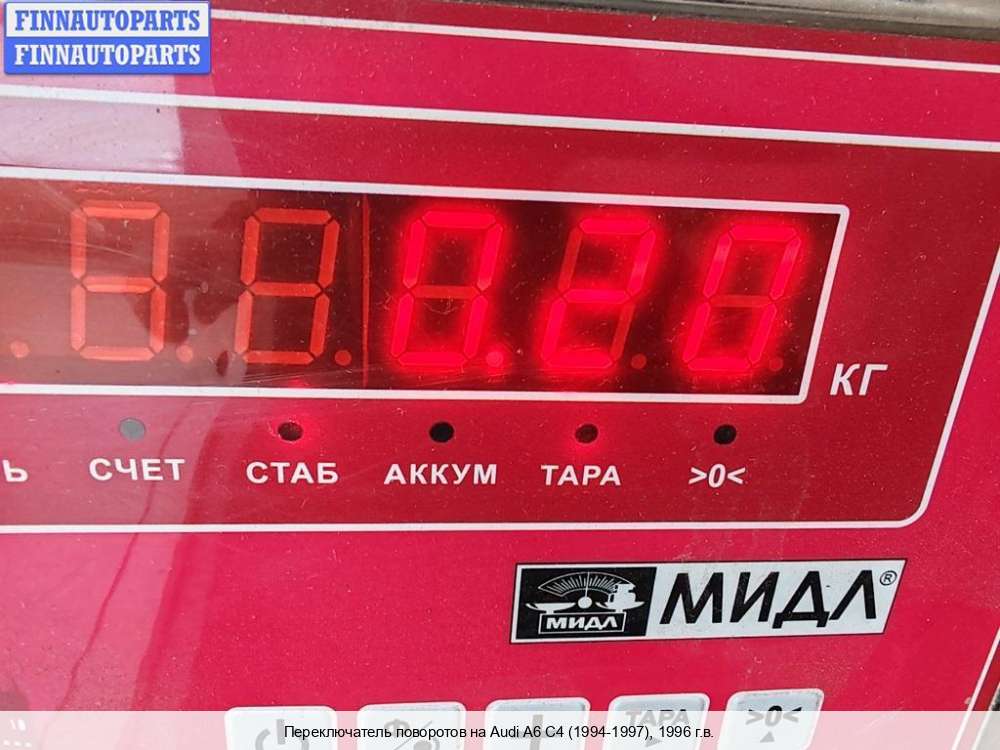 FINNAUTOPARTS
FINNAUTOPARTS
0.20
КГ
Ь СЧЕТ СТАБ АККУМ ТАРА >0<
МИДЛ МИДЛ®
ТАРА >0<
Переключатель поворотов на Audi A6 C4 (1994-1997), 1996 г.в.